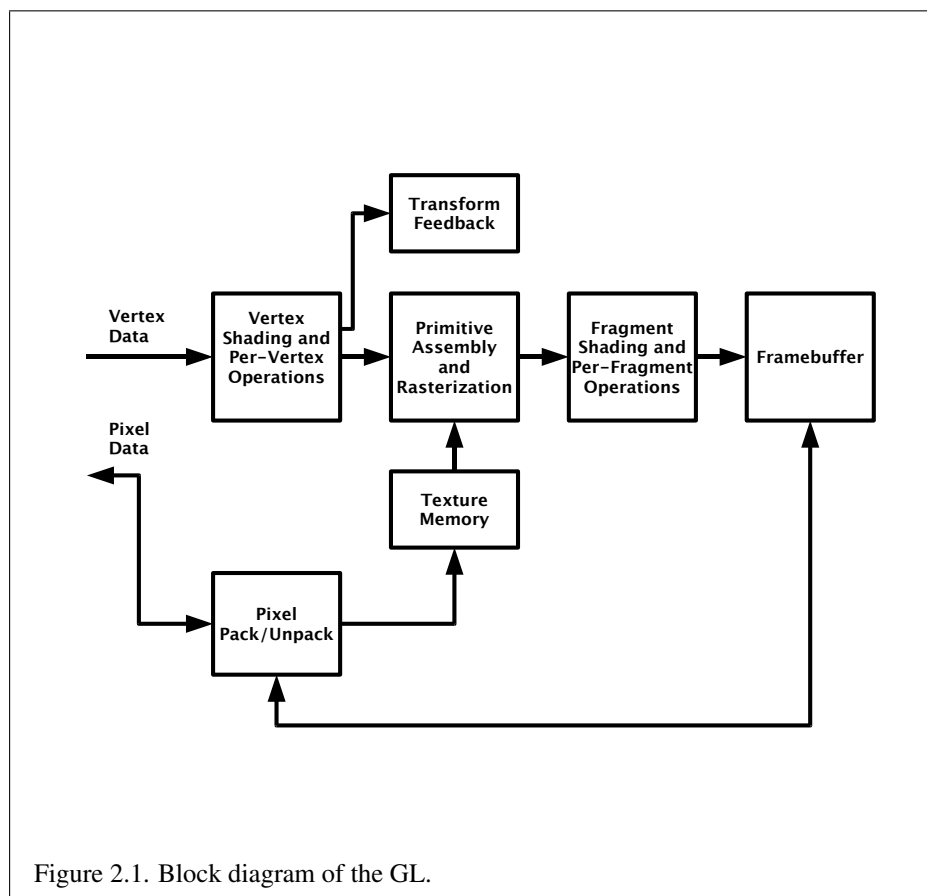 Transform
Feedback
Vertex
Data
Vertex
Shading and
Per-Vertex
Operations
Primitive
Assembly
and
Rasterization
Fragment
Shading and
Per-Fragment
Operations
Framebuffer
Pixel
Data
Texture
Memory
Pixel
Pack/Unpack
Figure 2.1. Block diagram of the GL.